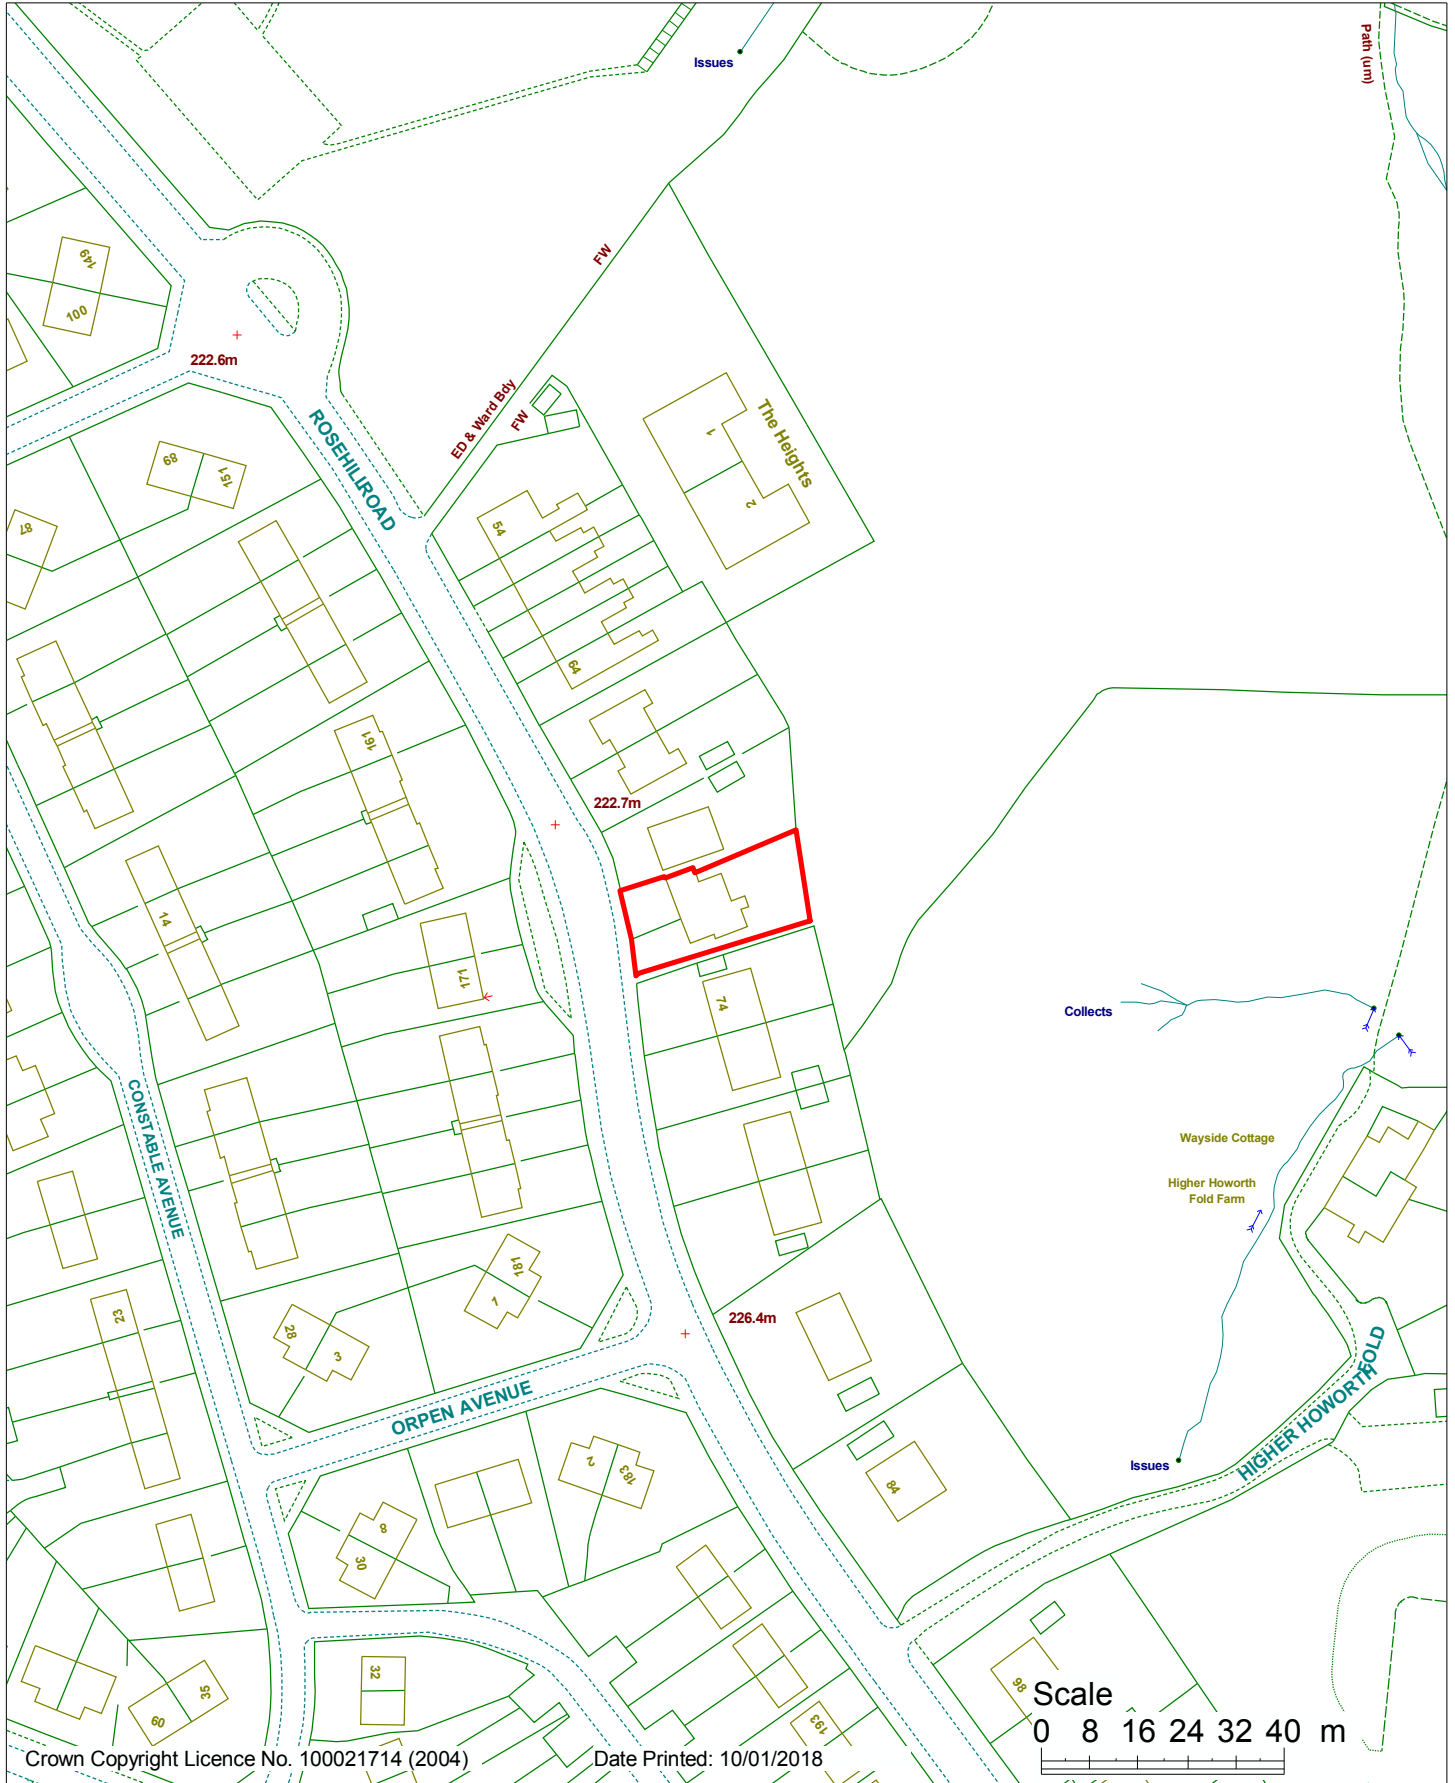 Issues
Path (um)
149
100
222.6m
FW
ED & Ward Bdy
FW
ROSEHILL ROAD
The Heights
1
2
89
151
87
54
64
161
222.7m
14
171
74
Collects
CONSTABLE AVENUE
Wayside Cottage
Higher Howorth
Fold Farm
181
1
28
3
23
226.4m
ORPEN AVENUE
HIGHER HOWORTH FOLD
Issues
2
183
84
8
30
32
35
60
98
193
Scale
0 8 16 24 32 40 m
Crown Copyright Licence No. 100021714 (2004)
Date Printed: 10/01/2018